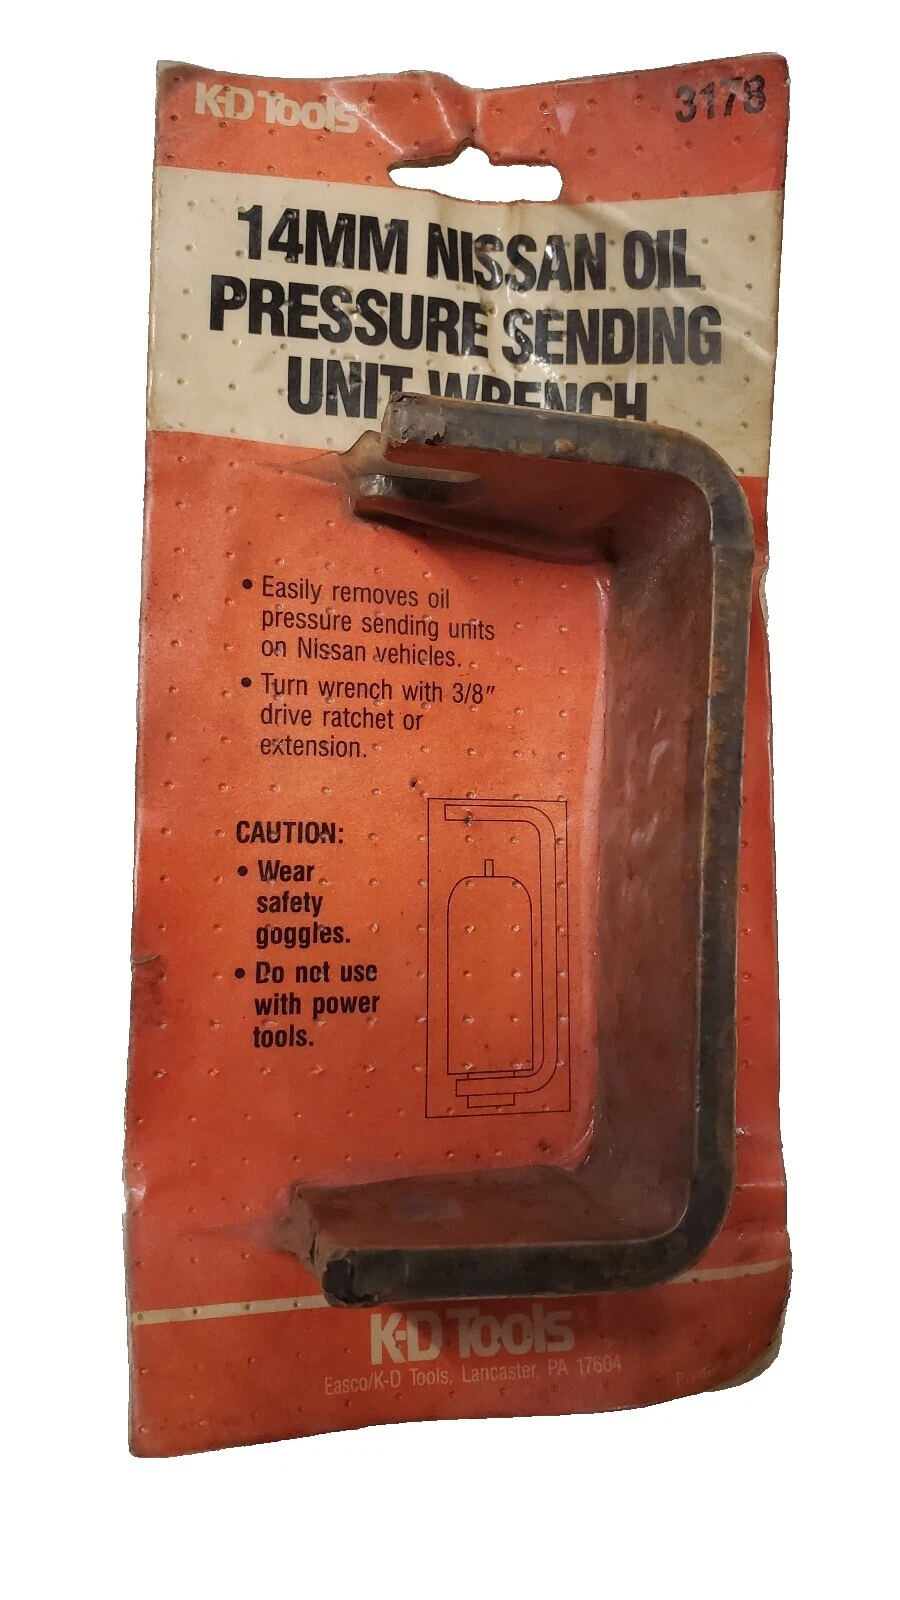 K-D Tools®
3178
14MM NISSAN OIL
PRESSURE SENDING
UNIT WRENCH
• Easily removes oil
pressure sending units
on Nissan vehicles.
• Turn wrench with 3/8″
drive ratchet or
extension.
CAUTION:
• Wear
safety
goggles.
• Do not use
with power
tools.
K-D Tools
Easco/K-D Tools, Lancaster, PA 17604